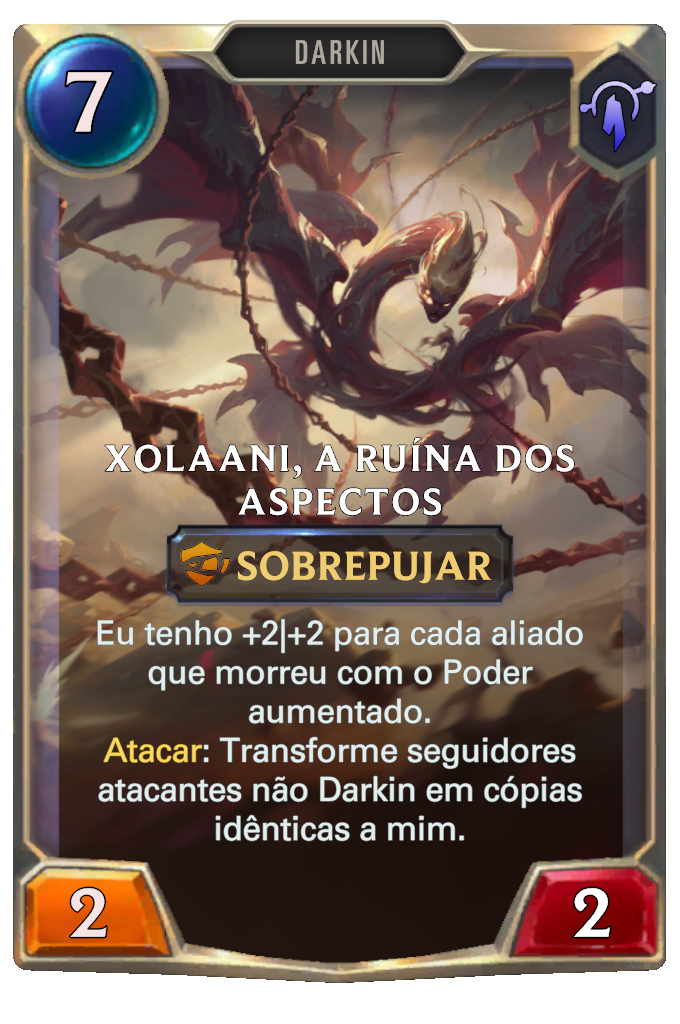 DARKIN
7
XOLAANI, A RUÍNA DOS
ASPECTOS
SOBREPUJAR
Eu tenho +2|+2 para cada aliado
que morreu com o Poder
aumentado.
Atacar: Transforme seguidores
atacantes não Darkin em cópias
idênticas a mim.
2
2